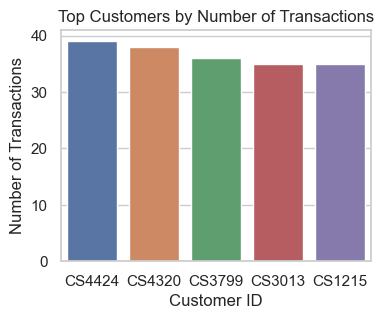 Top Customers by Number of Transactions
Number of Transactions
40
30
20
10
0
CS4424 CS4320 CS3799 CS3013 CS1215
Customer ID